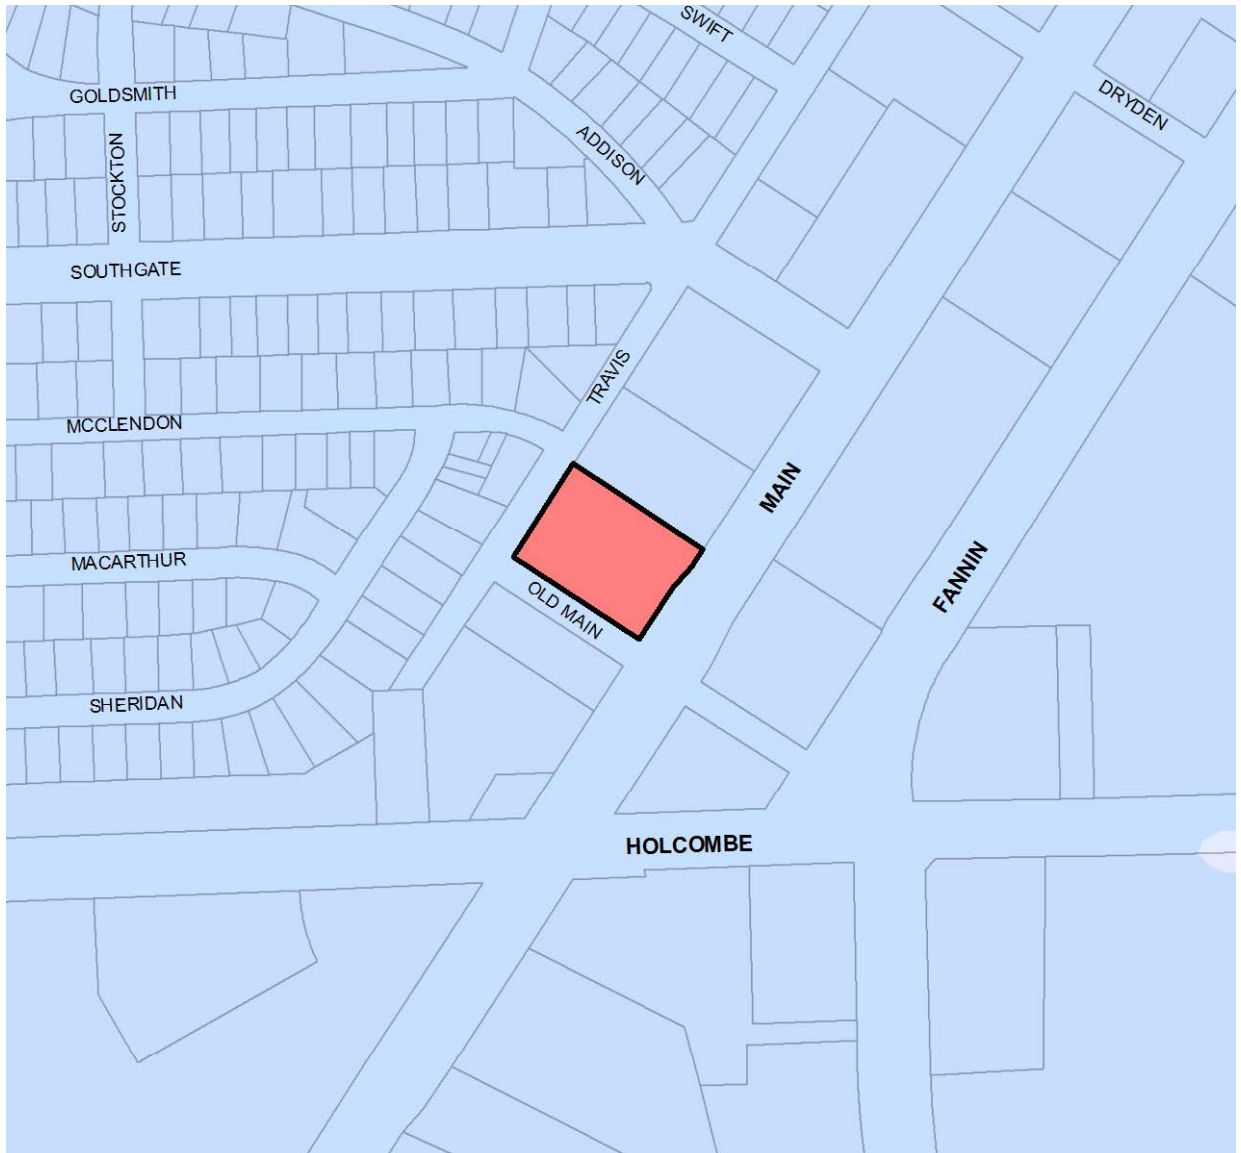 SWIFT
GOLDSMITH
DRYDEN
STOCKTON
ADDISON
SOUTHGATE
TRAVIS
MCCLENDON
MAIN
MACARTHUR
FANNIN
OLD MAIN
SHERIDAN
HOLCOMBE